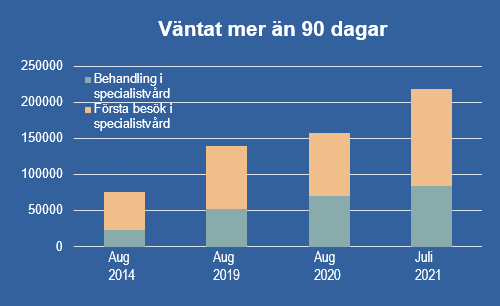 Väntat mer än 90 dagar
250000
200000
150000
100000
50000
0
Behandling i
specialistvård
Första besök i
specialistvård
Aug
2014
Aug
2019
Aug
2020
Juli
2021